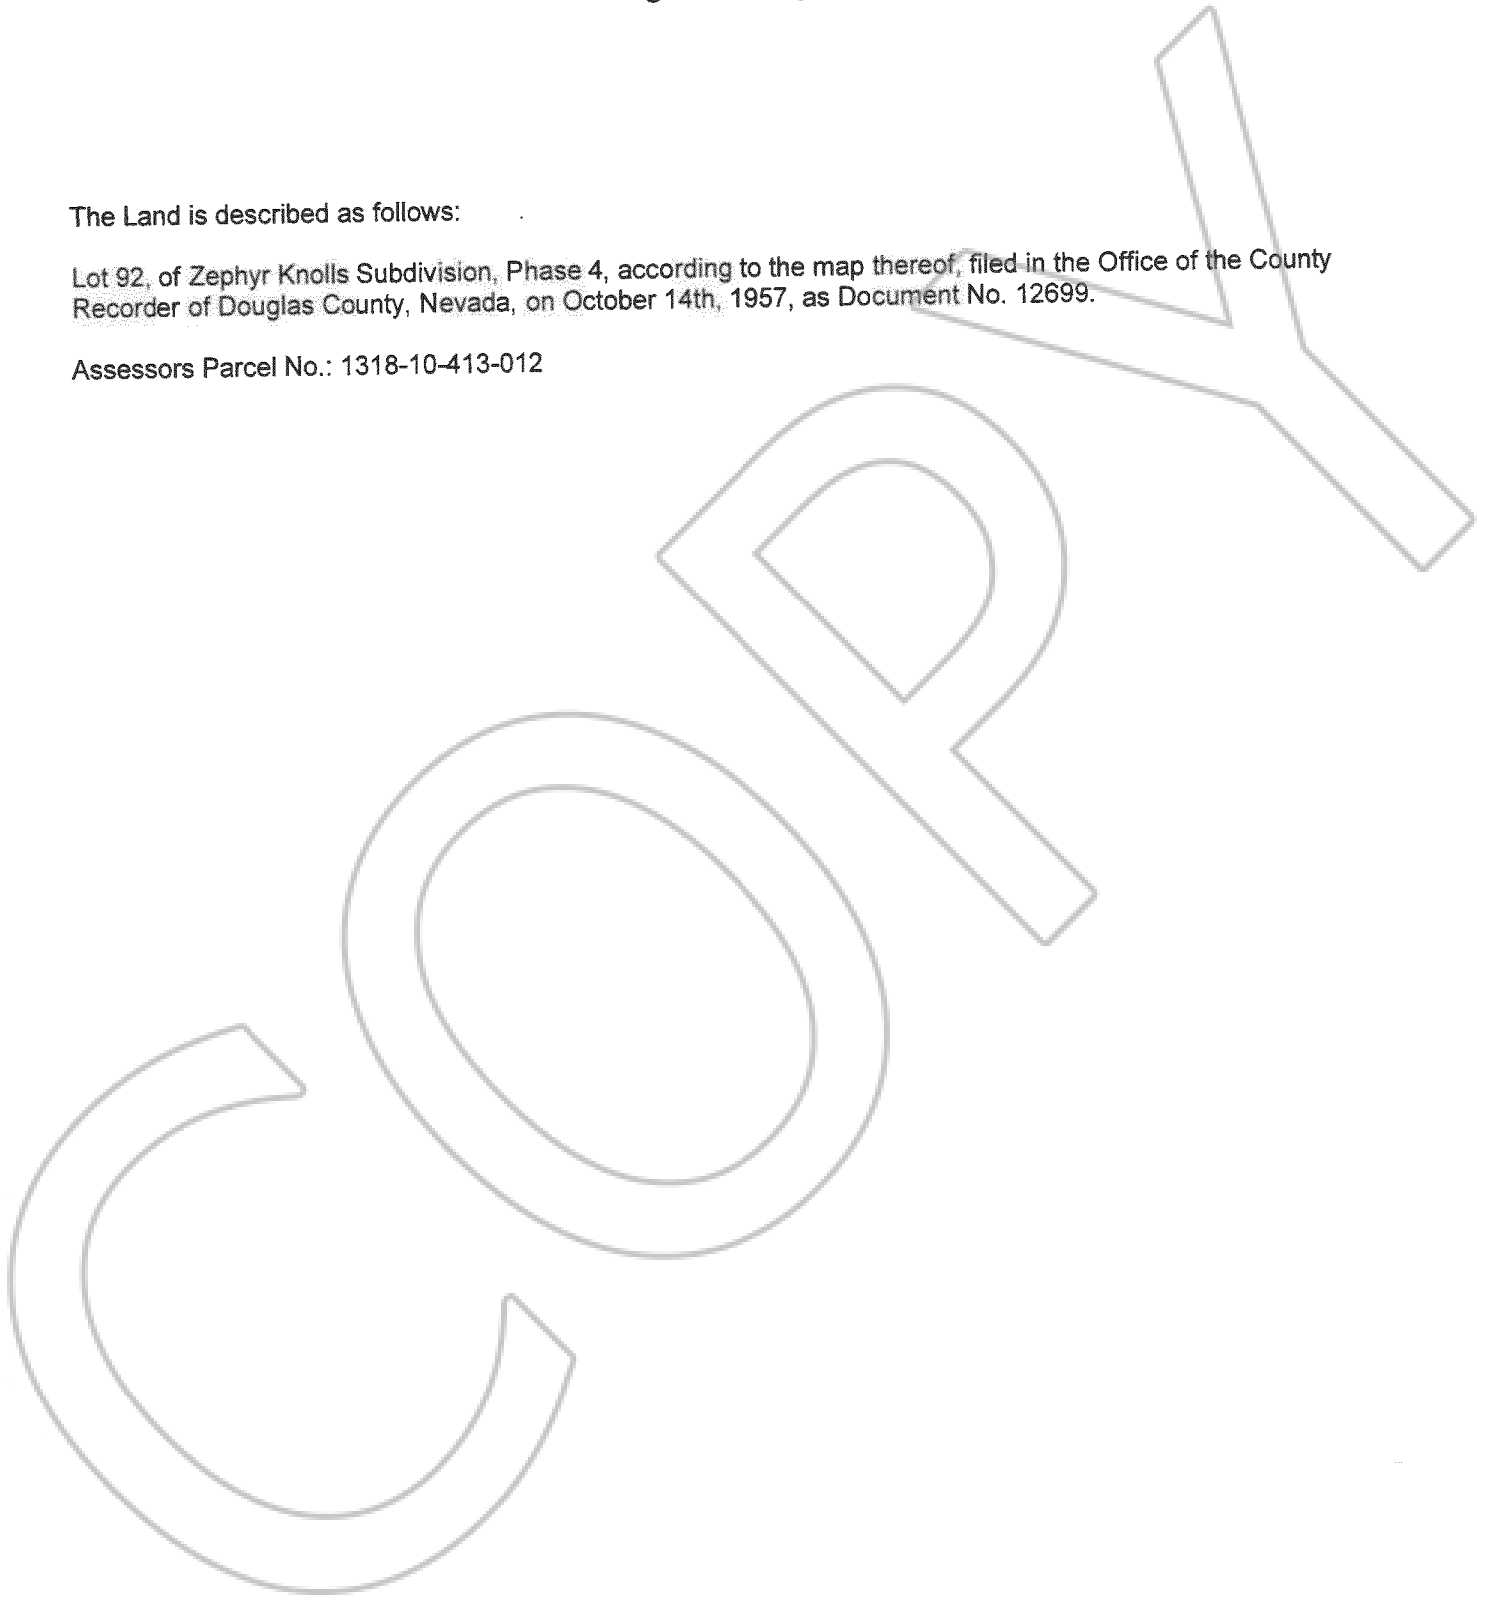 The Land is described as follows:
Lot 92, of Zephyr Knolls Subdivision, Phase 4, according to the map thereof, filed in the Office of the County
Recorder of Douglas County, Nevada, on October 14th, 1957, as Document No. 12699.
Assessors Parcel No.: 1318-10-413-012
COPY